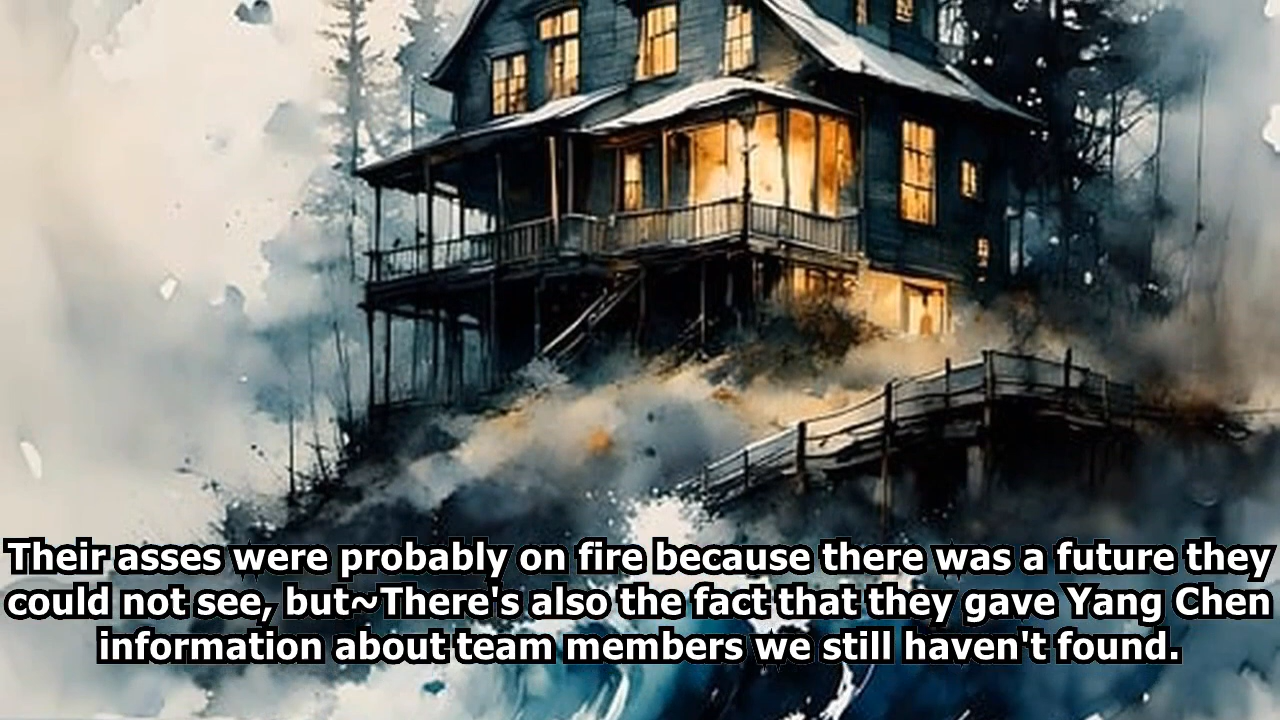 Their asses were probably on fire because there was a future they
could not see, but~There's also the fact that they gave Yang Chen
information about team members we still haven't found.